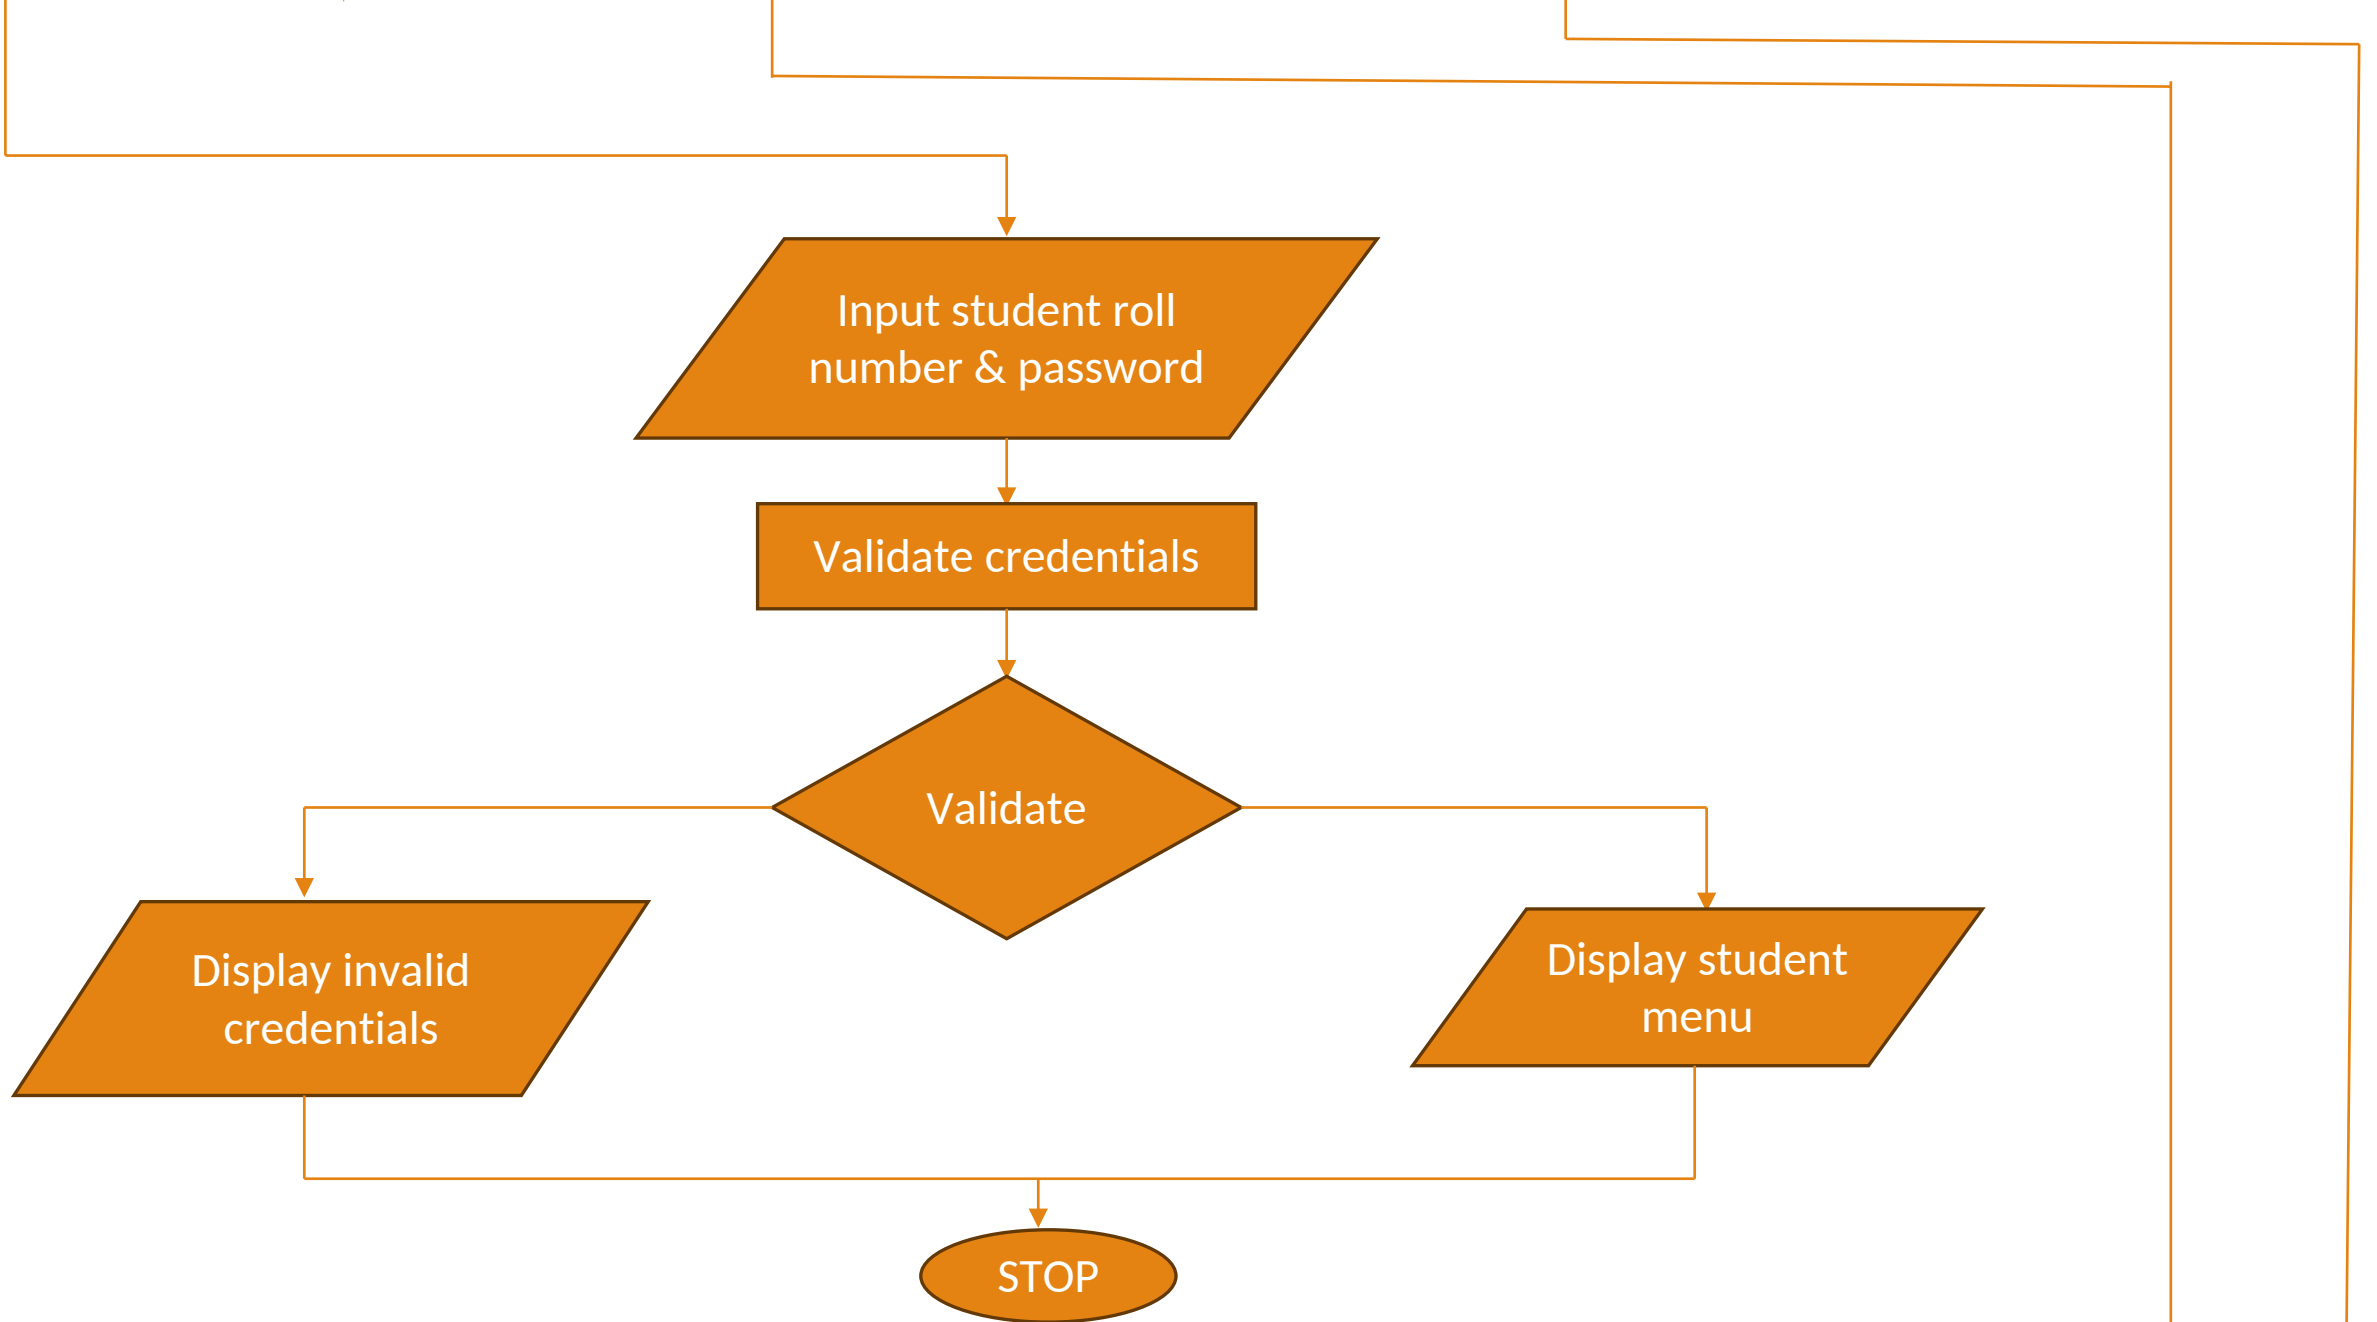 Input student roll
number & password
Validate credentials
Validate
Display invalid
credentials
Display student
menu
STOP